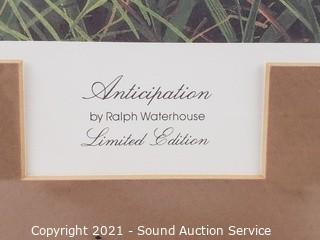 Anticipation
by Ralph Waterhouse
Limited Edition
Copyright 2021 - Sound Auction Service